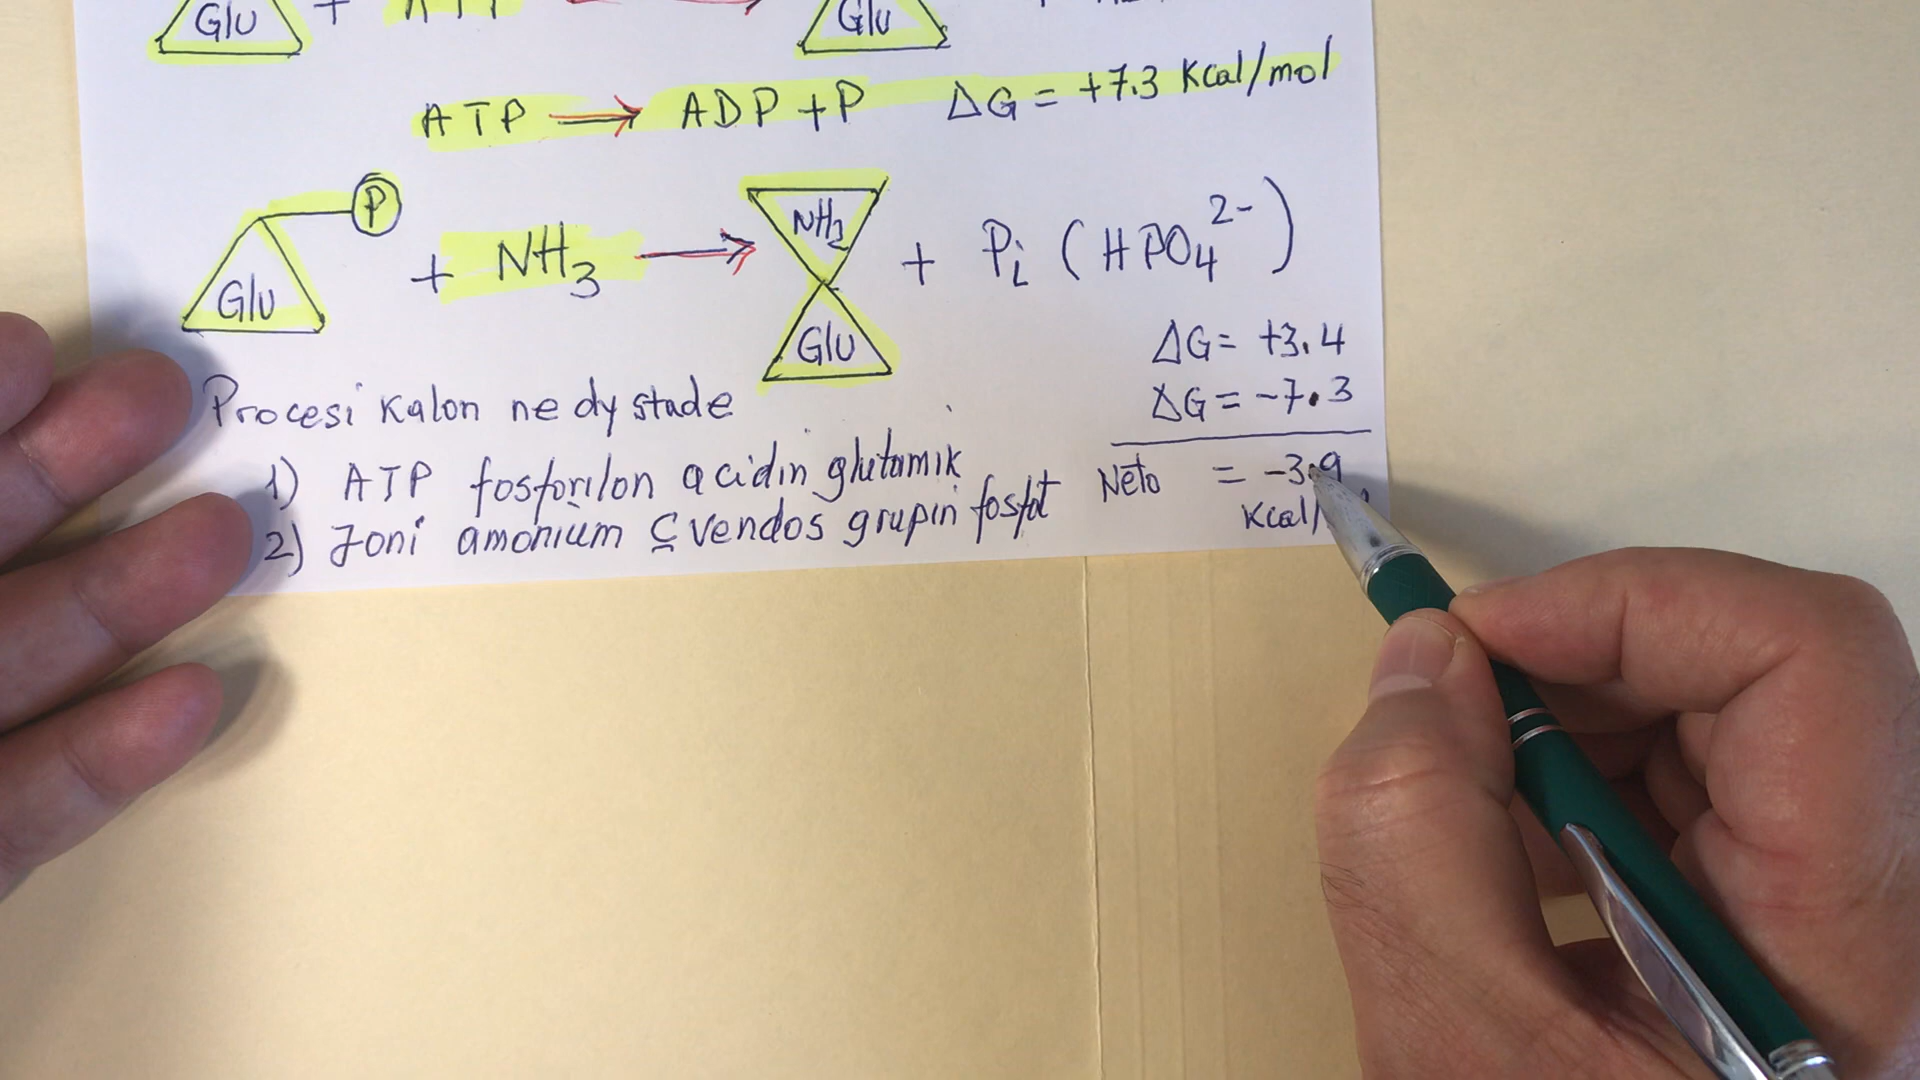 Glu + ATP Glu
ATP → ADP + P ΔG = +7.3 Kcal/mol
Glu P + NH3 → NH2 Glu + Pi (HPO4 2-)
ΔG = +3.4
ΔG = -7.3
Neto = -3.9
Kcal/
Procesi kalon ne dy stade
1) ATP fosforilon acidin glutamik
2) Joni amonium çvendos grupin fosfat